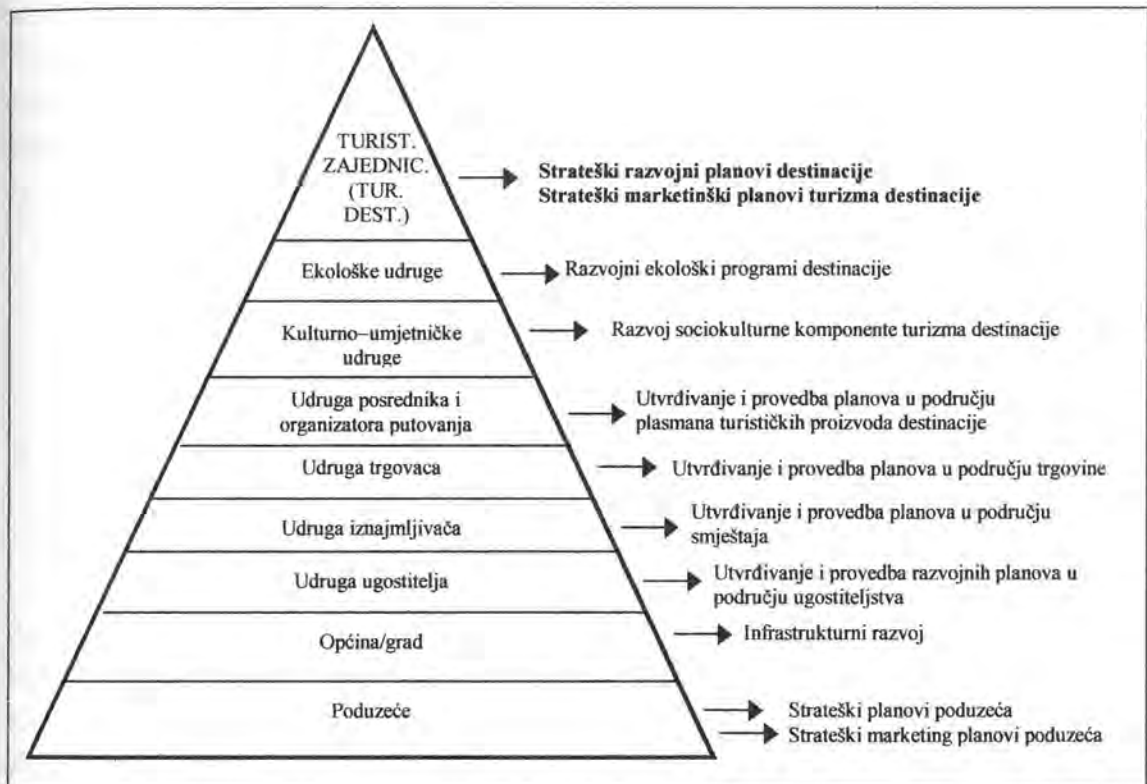 TURIST.
ZAJEDNIC.
(TUR.
DEST.)
Strateški razvojni planovi destinacije
Strateški marketinški planovi turizma destinacije
Ekološke udruge
Razvojni ekološki programi destinacije
Kulturno–umjetničke
udruge
Razvoj sociokulturne komponente turizma destinacije
Udruga posrednika i
organizatora putovanja
Utvrđivanje i provedba planova u području
plasmana turističkih proizvoda destinacije
Udruga trgovaca
Utvrđivanje i provedba planova u području trgovine
Udruga iznajmljivača
Utvrđivanje i provedba planova u području
smještaja
Udruga ugostitelja
Utvrđivanje i provedba razvojnih planova u
području ugostiteljstva
Općina/grad
Infrastrukturni razvoj
Poduzeće
Strateški planovi poduzeća
Strateški marketing planovi poduzeća